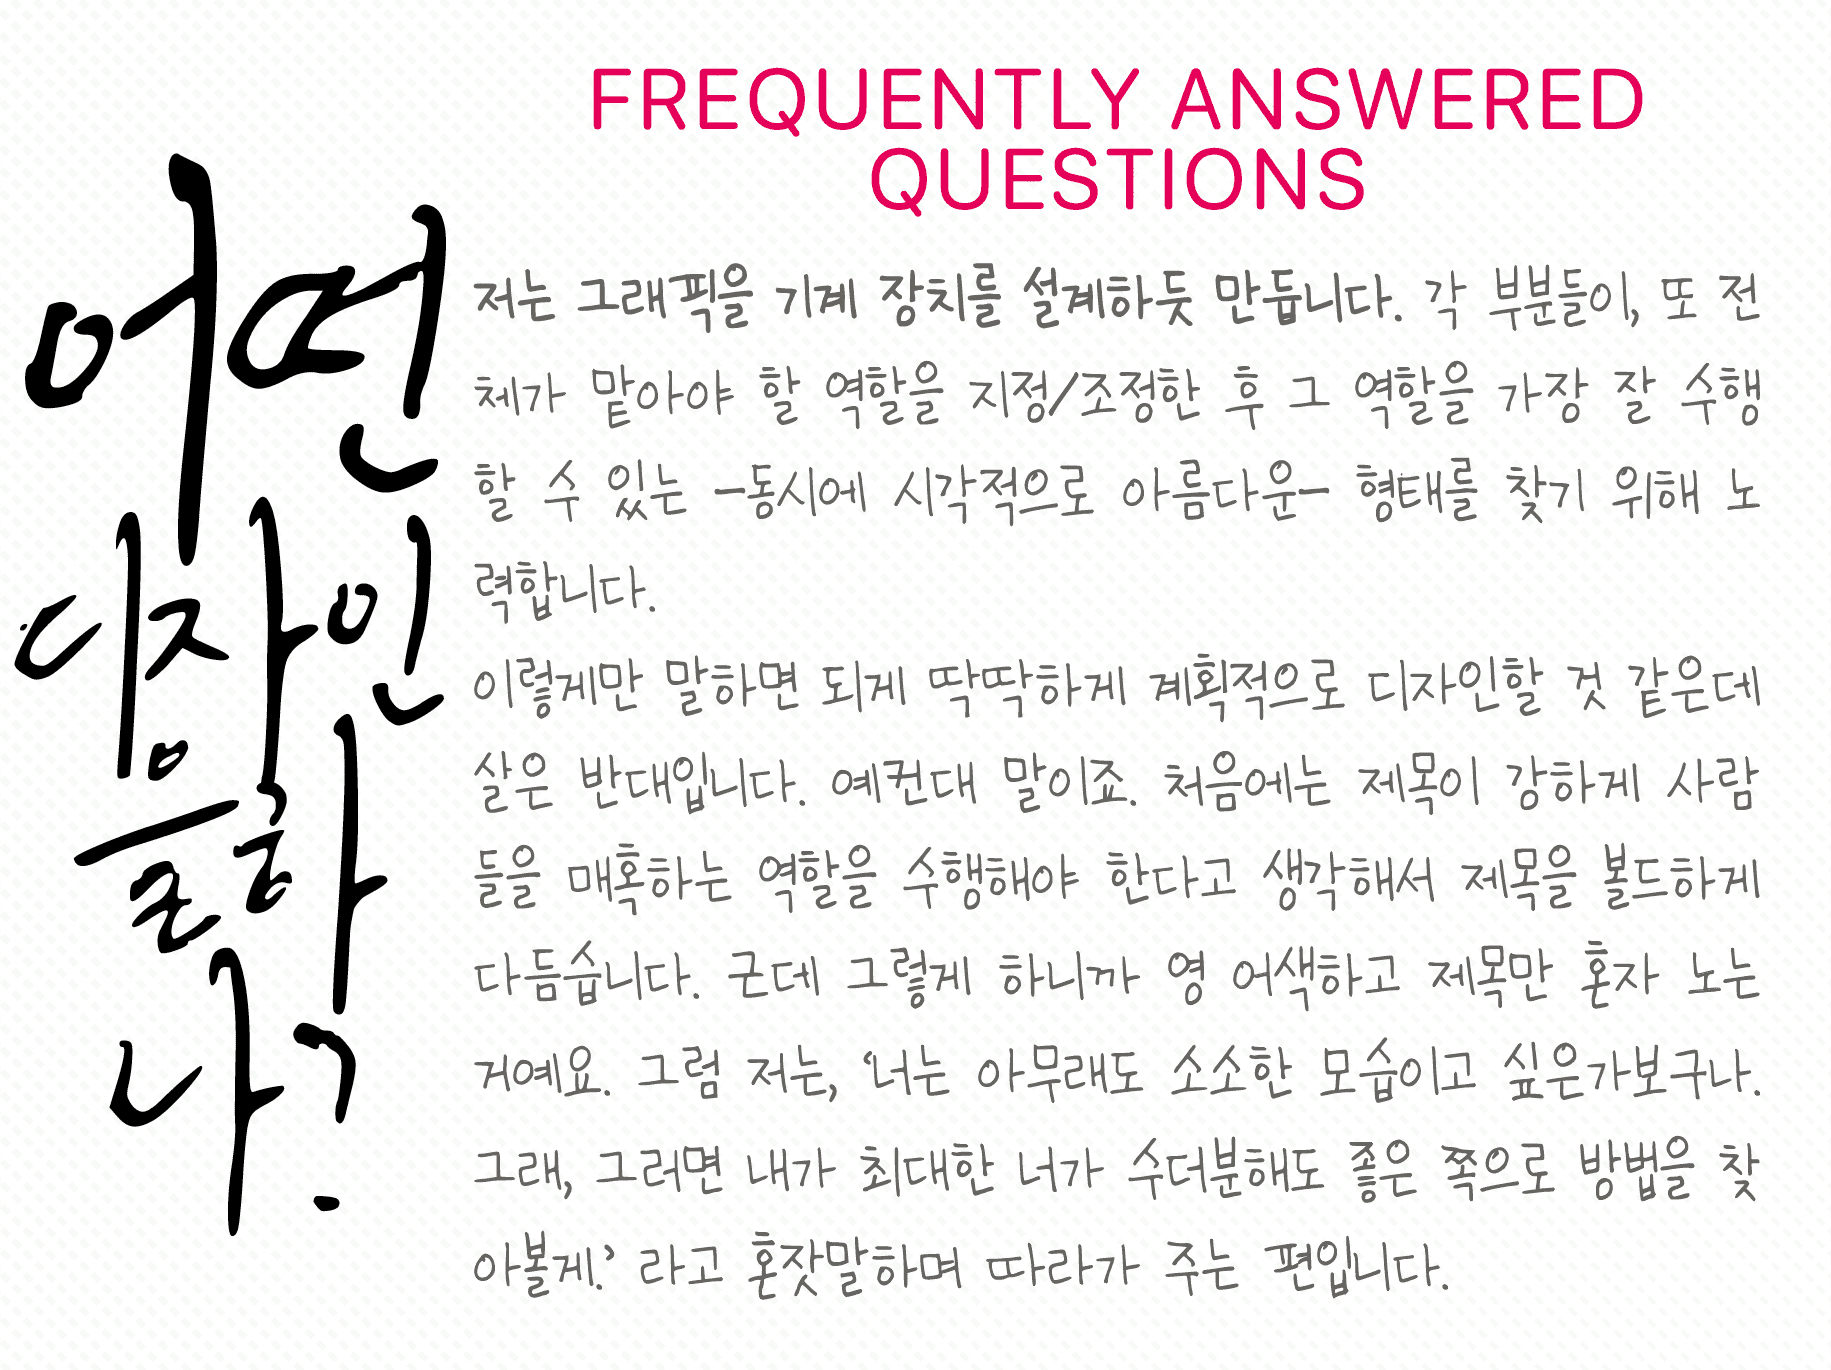 FREQUENTLY ANSWERED
QUESTIONS
어떤
디자인
을 하
나?
저는 그래픽을 기계 장치를 설계하듯 만듭니다. 각 부분들이, 또 전
체가 맡아야 할 역할을 지정/조정한 후 그 역할을 가장 잘 수행
할 수 있는 –동시에 시각적으로 아름다운– 형태를 찾기 위해 노
력합니다.
이렇게만 말하면 되게 딱딱하게 계획적으로 디자인할 것 같은데
실은 반대입니다. 예컨대 말이죠. 처음에는 제목이 강하게 사람
들을 매혹하는 역할을 수행해야 한다고 생각해서 제목을 볼드하게
다듬습니다. 근데 그렇게 하니까 영 어색하고 제목만 혼자 노는
거예요. 그럼 저는, ‘너는 아무래도 소소한 모습이고 싶은가보구나.
그래, 그러면 내가 최대한 너가 수더분해도 좋은 쪽으로 방법을 찾
아볼게.’ 라고 혼잣말하며 따라가 주는 편입니다.